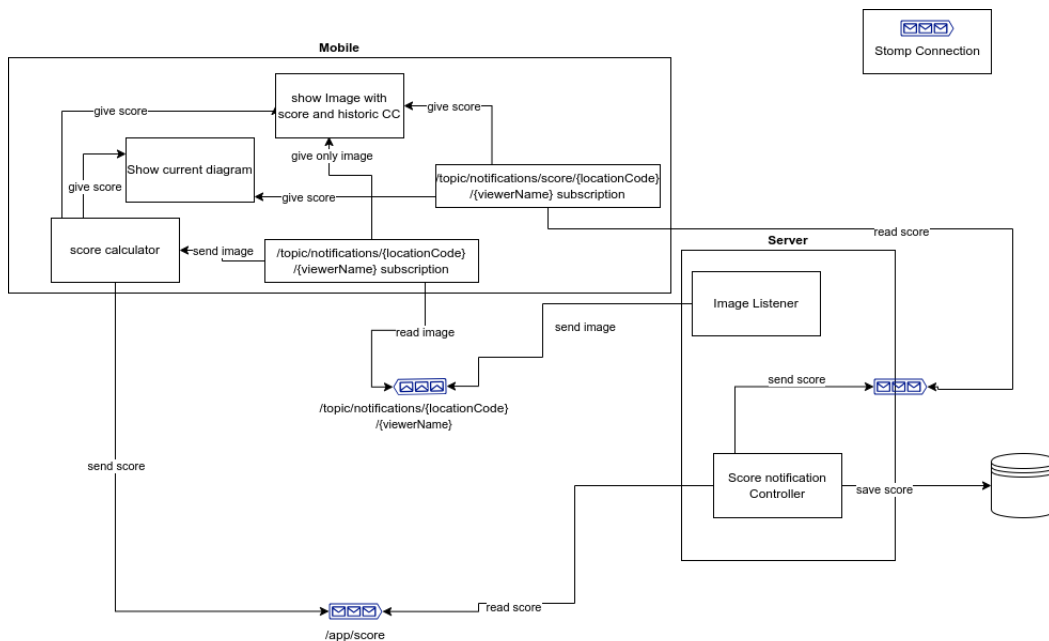 Stomp Connection
Mobile
show Image with
score and historic CC
give score
give score
give only image
Show current diagram
give score
/topic/notifications/score/{locationCode}
/{viewerName} subscription
give score
score calculator
send image
/topic/notifications/{locationCode}
/{viewerName} subscription
read score
Server
Image Listener
read image
send image
send score
/topic/notifications/{locationCode}
/{viewerName}
send score
Score notification
Controller
save score
read score
/app/score